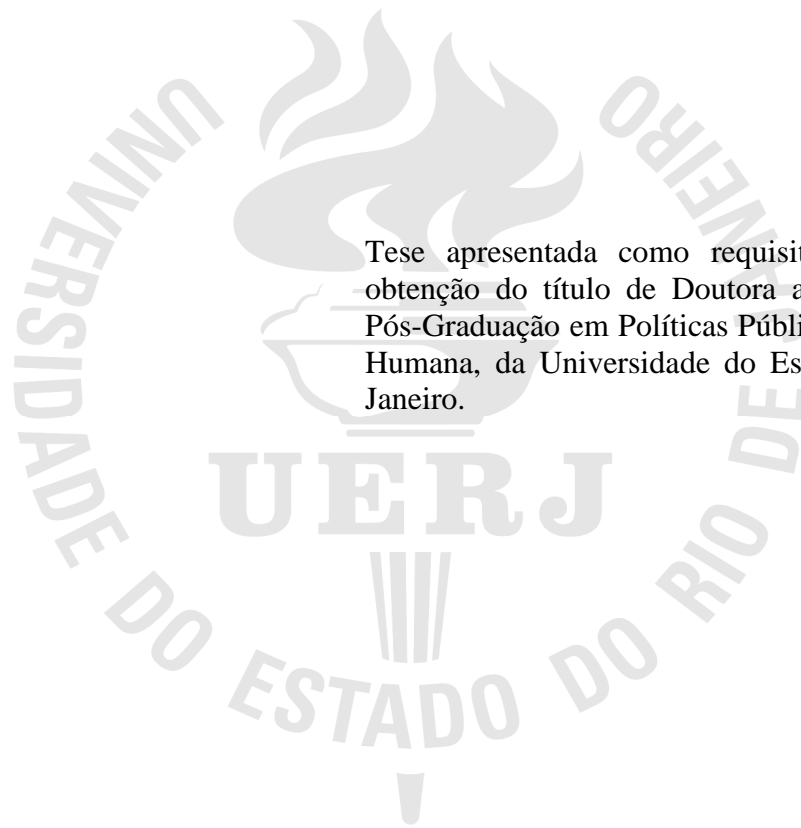 Tese apresentada como requisit
obtenção do título de Doutora a
Pós-Graduação em Políticas Públi
Humana, da Universidade do Es
Janeiro.
UNIVERSIDADE DO ESTADO DO RIO DE JANEIRO
UERJ